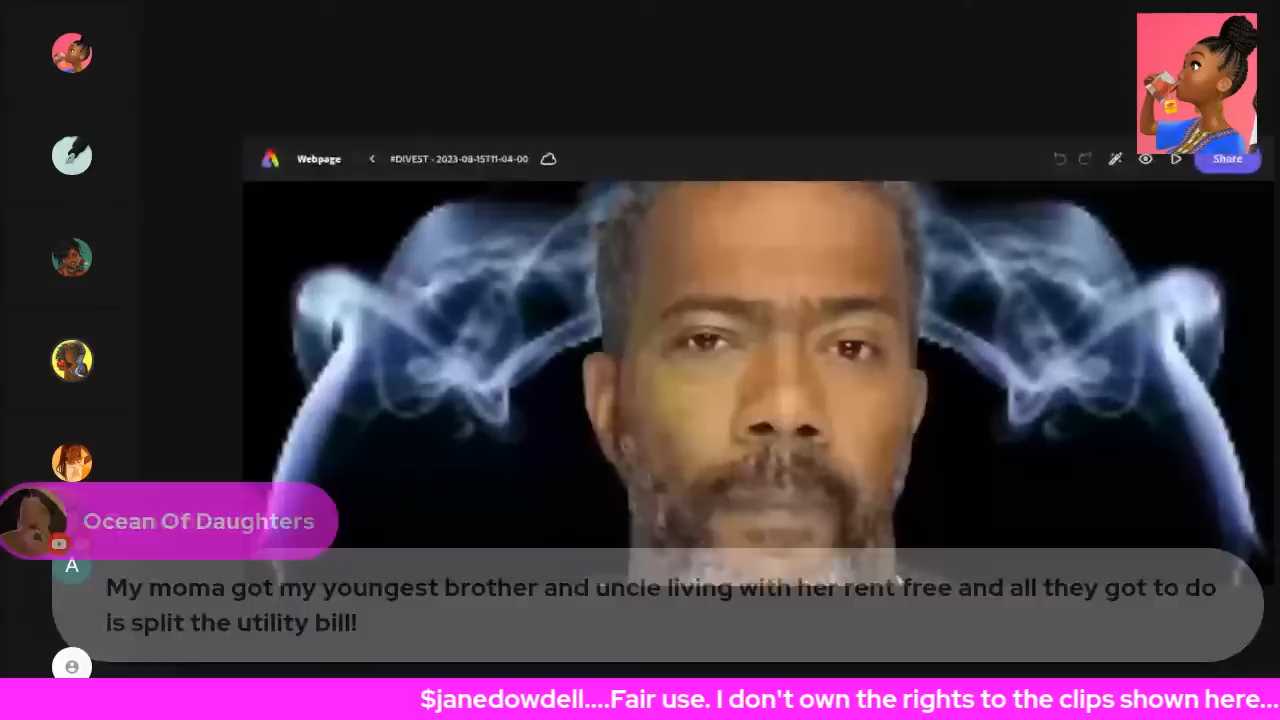 Webpage
#DIVEST - 2023-08-15T11-04-00
Share
Ocean Of Daughters
A
My moma got my youngest brother and uncle living with her rent free and all they got to do
is split the utility bill!
$janedowdell....Fair use. I don't own the rights to the clips shown here...